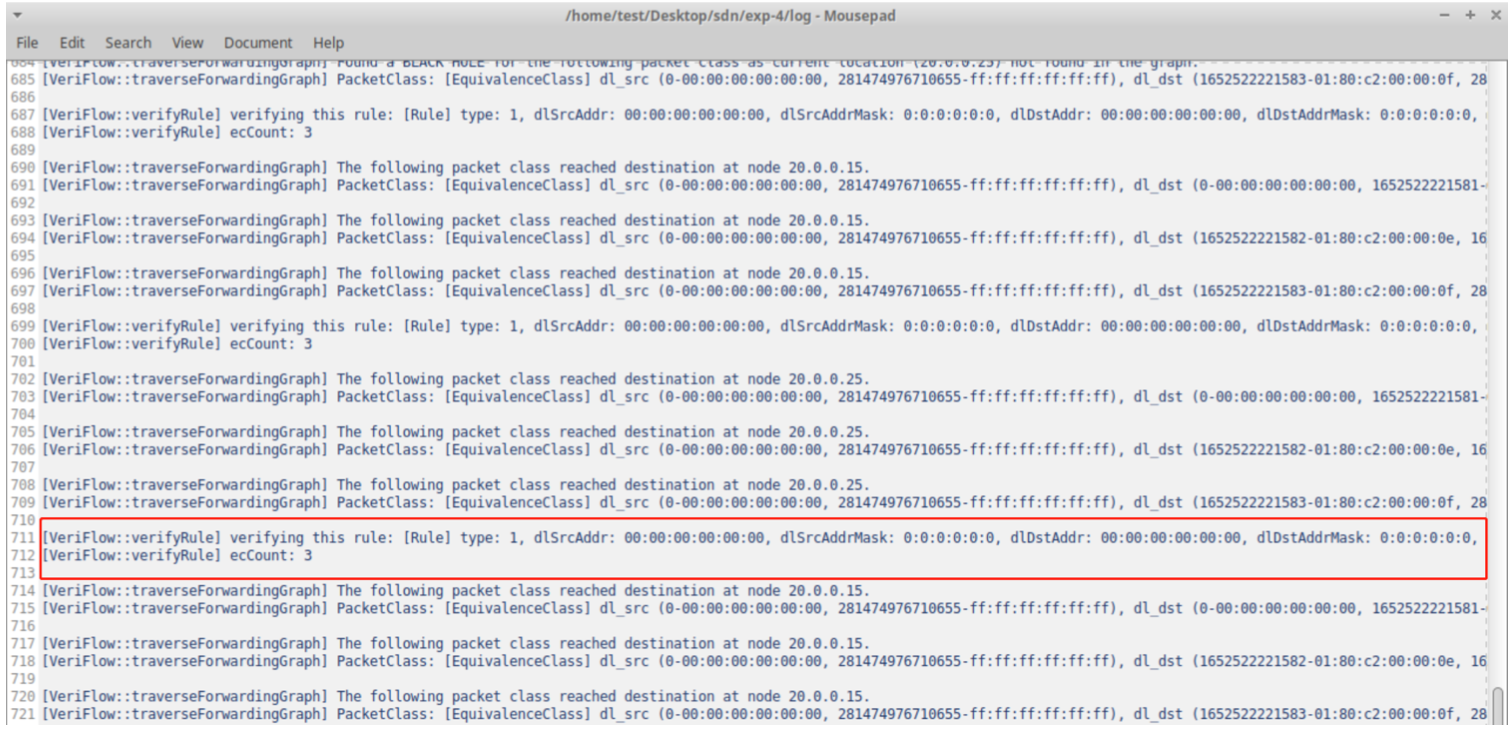 /home/test/Desktop/sdn/exp-4/log - Mousepad
File Edit Search View Document Help
684 [VeriFlow::traverseForwardingGraph] Found a BLACK HOLE for the following packet class as current location (20.0.0.25) not found in the graph.
685 [VeriFlow::traverseForwardingGraph] PacketClass: [EquivalenceClass] dl_src (0-00:00:00:00:00:00, 281474976710655-ff:ff:ff:ff:ff:ff), dl_dst (1652522221583-01:80:c2:00:00:0f, 28
686
687 [VeriFlow::verifyRule] verifying this rule: [Rule] type: 1, dlSrcAddr: 00:00:00:00:00:00, dlSrcAddrMask: 0:0:0:0:0:0, dlDstAddr: 00:00:00:00:00:00, dlDstAddrMask: 0:0:0:0:0:0,
688 [VeriFlow::verifyRule] ecCount: 3
689
690 [VeriFlow::traverseForwardingGraph] The following packet class reached destination at node 20.0.0.15.
691 [VeriFlow::traverseForwardingGraph] PacketClass: [EquivalenceClass] dl_src (0-00:00:00:00:00:00, 281474976710655-ff:ff:ff:ff:ff:ff), dl_dst (0-00:00:00:00:00:00, 1652522221581-
692
693 [VeriFlow::traverseForwardingGraph] The following packet class reached destination at node 20.0.0.15.
694 [VeriFlow::traverseForwardingGraph] PacketClass: [EquivalenceClass] dl_src (0-00:00:00:00:00:00, 281474976710655-ff:ff:ff:ff:ff:ff), dl_dst (1652522221582-01:80:c2:00:00:0e, 16
695
696 [VeriFlow::traverseForwardingGraph] The following packet class reached destination at node 20.0.0.15.
697 [VeriFlow::traverseForwardingGraph] PacketClass: [EquivalenceClass] dl_src (0-00:00:00:00:00:00, 281474976710655-ff:ff:ff:ff:ff:ff), dl_dst (1652522221583-01:80:c2:00:00:0f, 28
698
699 [VeriFlow::verifyRule] verifying this rule: [Rule] type: 1, dlSrcAddr: 00:00:00:00:00:00, dlSrcAddrMask: 0:0:0:0:0:0, dlDstAddr: 00:00:00:00:00:00, dlDstAddrMask: 0:0:0:0:0:0,
700 [VeriFlow::verifyRule] ecCount: 3
701
702 [VeriFlow::traverseForwardingGraph] The following packet class reached destination at node 20.0.0.25.
703 [VeriFlow::traverseForwardingGraph] PacketClass: [EquivalenceClass] dl_src (0-00:00:00:00:00:00, 281474976710655-ff:ff:ff:ff:ff:ff), dl_dst (0-00:00:00:00:00:00, 1652522221581-
704
705 [VeriFlow::traverseForwardingGraph] The following packet class reached destination at node 20.0.0.25.
706 [VeriFlow::traverseForwardingGraph] PacketClass: [EquivalenceClass] dl_src (0-00:00:00:00:00:00, 281474976710655-ff:ff:ff:ff:ff:ff), dl_dst (1652522221582-01:80:c2:00:00:0e, 16
707
708 [VeriFlow::traverseForwardingGraph] The following packet class reached destination at node 20.0.0.25.
709 [VeriFlow::traverseForwardingGraph] PacketClass: [EquivalenceClass] dl_src (0-00:00:00:00:00:00, 281474976710655-ff:ff:ff:ff:ff:ff), dl_dst (1652522221583-01:80:c2:00:00:0f, 28
710
711 [VeriFlow::verifyRule] verifying this rule: [Rule] type: 1, dlSrcAddr: 00:00:00:00:00:00, dlSrcAddrMask: 0:0:0:0:0:0, dlDstAddr: 00:00:00:00:00:00, dlDstAddrMask: 0:0:0:0:0:0,
712 [VeriFlow::verifyRule] ecCount: 3
713
714 [VeriFlow::traverseForwardingGraph] The following packet class reached destination at node 20.0.0.15.
715 [VeriFlow::traverseForwardingGraph] PacketClass: [EquivalenceClass] dl_src (0-00:00:00:00:00:00, 281474976710655-ff:ff:ff:ff:ff:ff), dl_dst (0-00:00:00:00:00:00, 1652522221581-
716
717 [VeriFlow::traverseForwardingGraph] The following packet class reached destination at node 20.0.0.15.
718 [VeriFlow::traverseForwardingGraph] PacketClass: [EquivalenceClass] dl_src (0-00:00:00:00:00:00, 281474976710655-ff:ff:ff:ff:ff:ff), dl_dst (1652522221582-01:80:c2:00:00:0e, 16
719
720 [VeriFlow::traverseForwardingGraph] The following packet class reached destination at node 20.0.0.15.
721 [VeriFlow::traverseForwardingGraph] PacketClass: [EquivalenceClass] dl_src (0-00:00:00:00:00:00, 281474976710655-ff:ff:ff:ff:ff:ff), dl_dst (1652522221583-01:80:c2:00:00:0f, 28